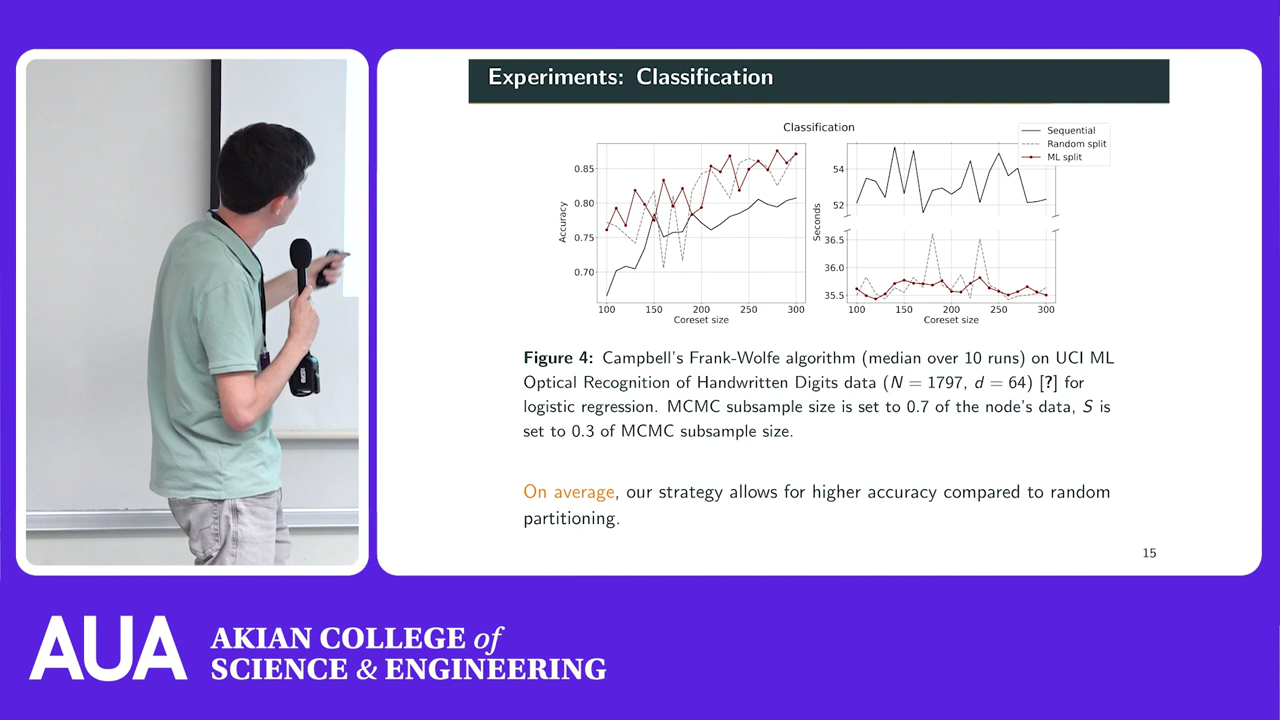 Experiments: Classification
Classification
Sequential
Random split
ML split
Accuracy
0.85
0.80
0.75
0.70
100 150 200 250 300
Coreset size
Seconds
54
52
36.5
36.0
35.5
100 150 200 250 300
Coreset size
Figure 4: Campbell's Frank-Wolfe algorithm (median over 10 runs) on UCI ML
Optical Recognition of Handwritten Digits data (N = 1797, d = 64) [?] for
logistic regression. MCMC subsample size is set to 0.7 of the node's data, S is
set to 0.3 of MCMC subsample size.
On average, our strategy allows for higher accuracy compared to random
partitioning.
15
AUA
AKIAN COLLEGE of
SCIENCE & ENGINEERING